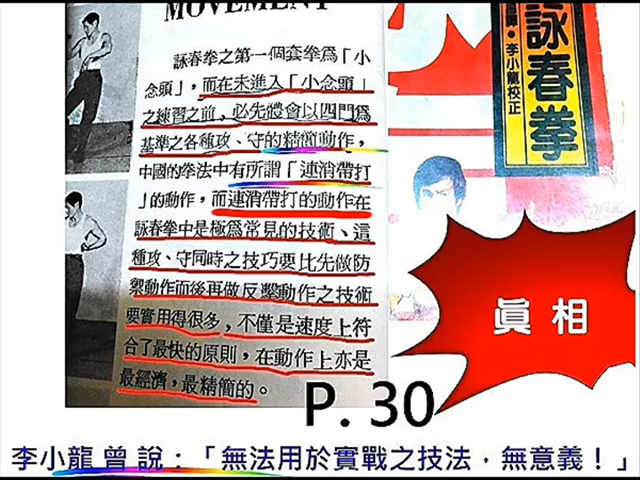 MOVEMENT
詠春拳之第一個套拳為「小
念頭」，而在未進入「小念頭」
之練習之前，必先體會以四門為
基準之各種攻、守的精簡動作，
中國的拳法中有所謂「連消帶打
」的動作，而連消帶打的動作在
詠春拳中是極為常見的技術、這
種攻、守同時之技巧要比先做防
禦動作而後再做反擊動作之技術
要實用得很多，不僅是速度上符
合了最快的原則，在動作上亦是
最經濟，最精簡的。
P. 30
詠春拳
李小龍校正
眞相
李小龍 曾 說：「無法用於實戰之技法，無意義！」